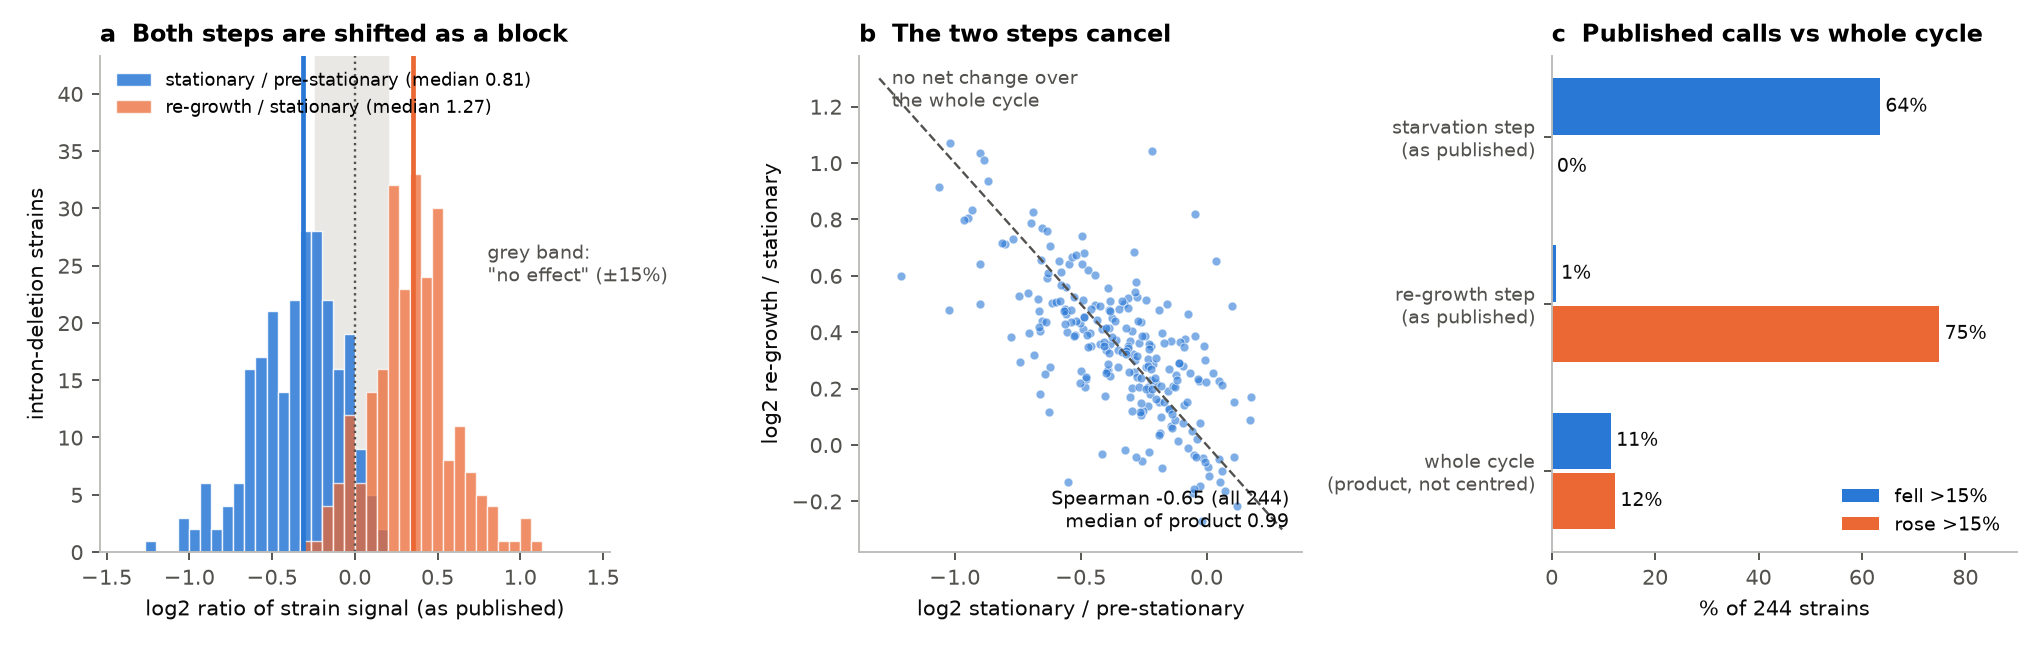 a  Both steps are shifted as a block
stationary / pre-stationary (median 0.81)
re-growth / stationary (median 1.27)
grey band:
"no effect" (±15%)
intron-deletion strains
40
35
30
25
20
15
10
5
0
−1.5
−1.0
−0.5
0.0
0.5
1.0
1.5
log2 ratio of strain signal (as published)
b  The two steps cancel
no net change over
the whole cycle
log2 re-growth / stationary
1.2
1.0
0.8
0.6
0.4
0.2
0.0
−0.2
Spearman -0.65 (all 244)
median of product 0.99
−1.0
−0.5
0.0
log2 stationary / pre-stationary
c  Published calls vs whole cycle
starvation step
(as published)
64%
0%
re-growth step
(as published)
1%
75%
whole cycle
(product, not centred)
11%
12%
fell >15%
rose >15%
0
20
40
60
80
% of 244 strains